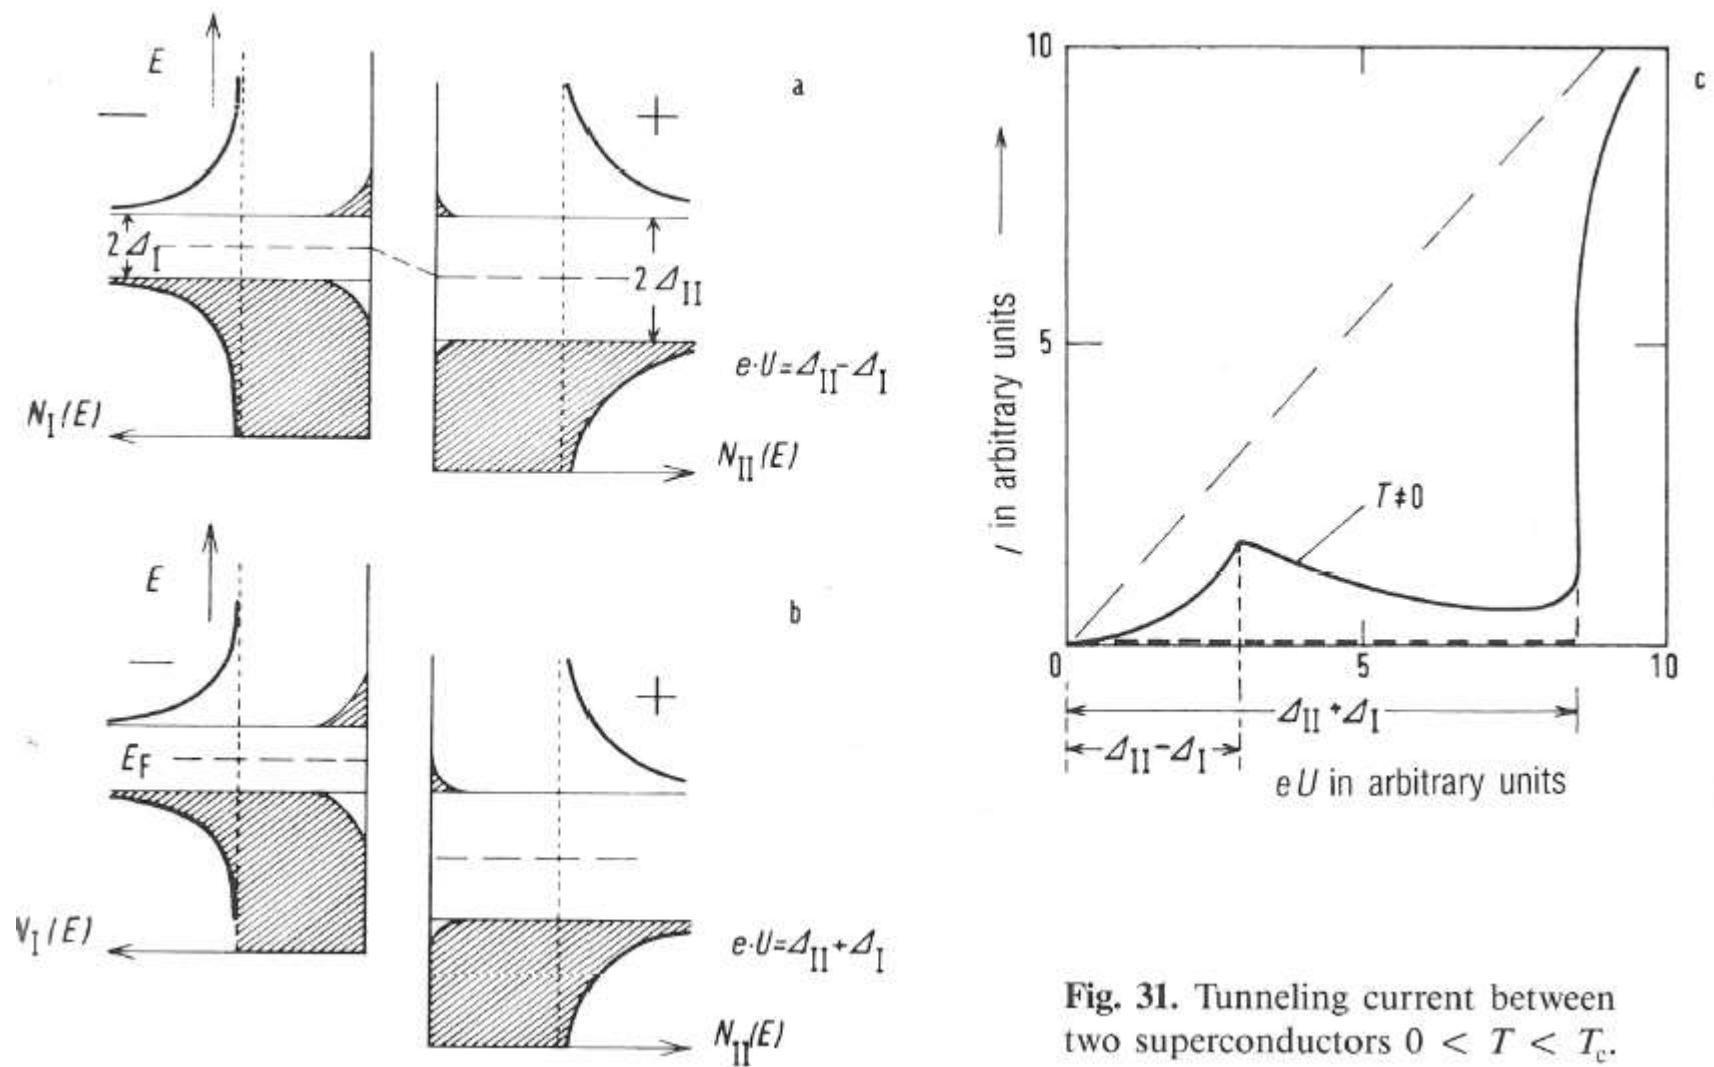 E
a
−
+
2Δ_I
2Δ_II
e·U=Δ_II−Δ_I
N_I(E)
N_II(E)
E
b
−
+
E_F
e·U=Δ_II+Δ_I
N_I(E)
N_II(E)
c
10
I in arbitrary units
5
T≠0
0 5 10
Δ_II+Δ_I
Δ_II−Δ_I
eU in arbitrary units
Fig. 31. Tunneling current between
two superconductors 0 < T < T_c.